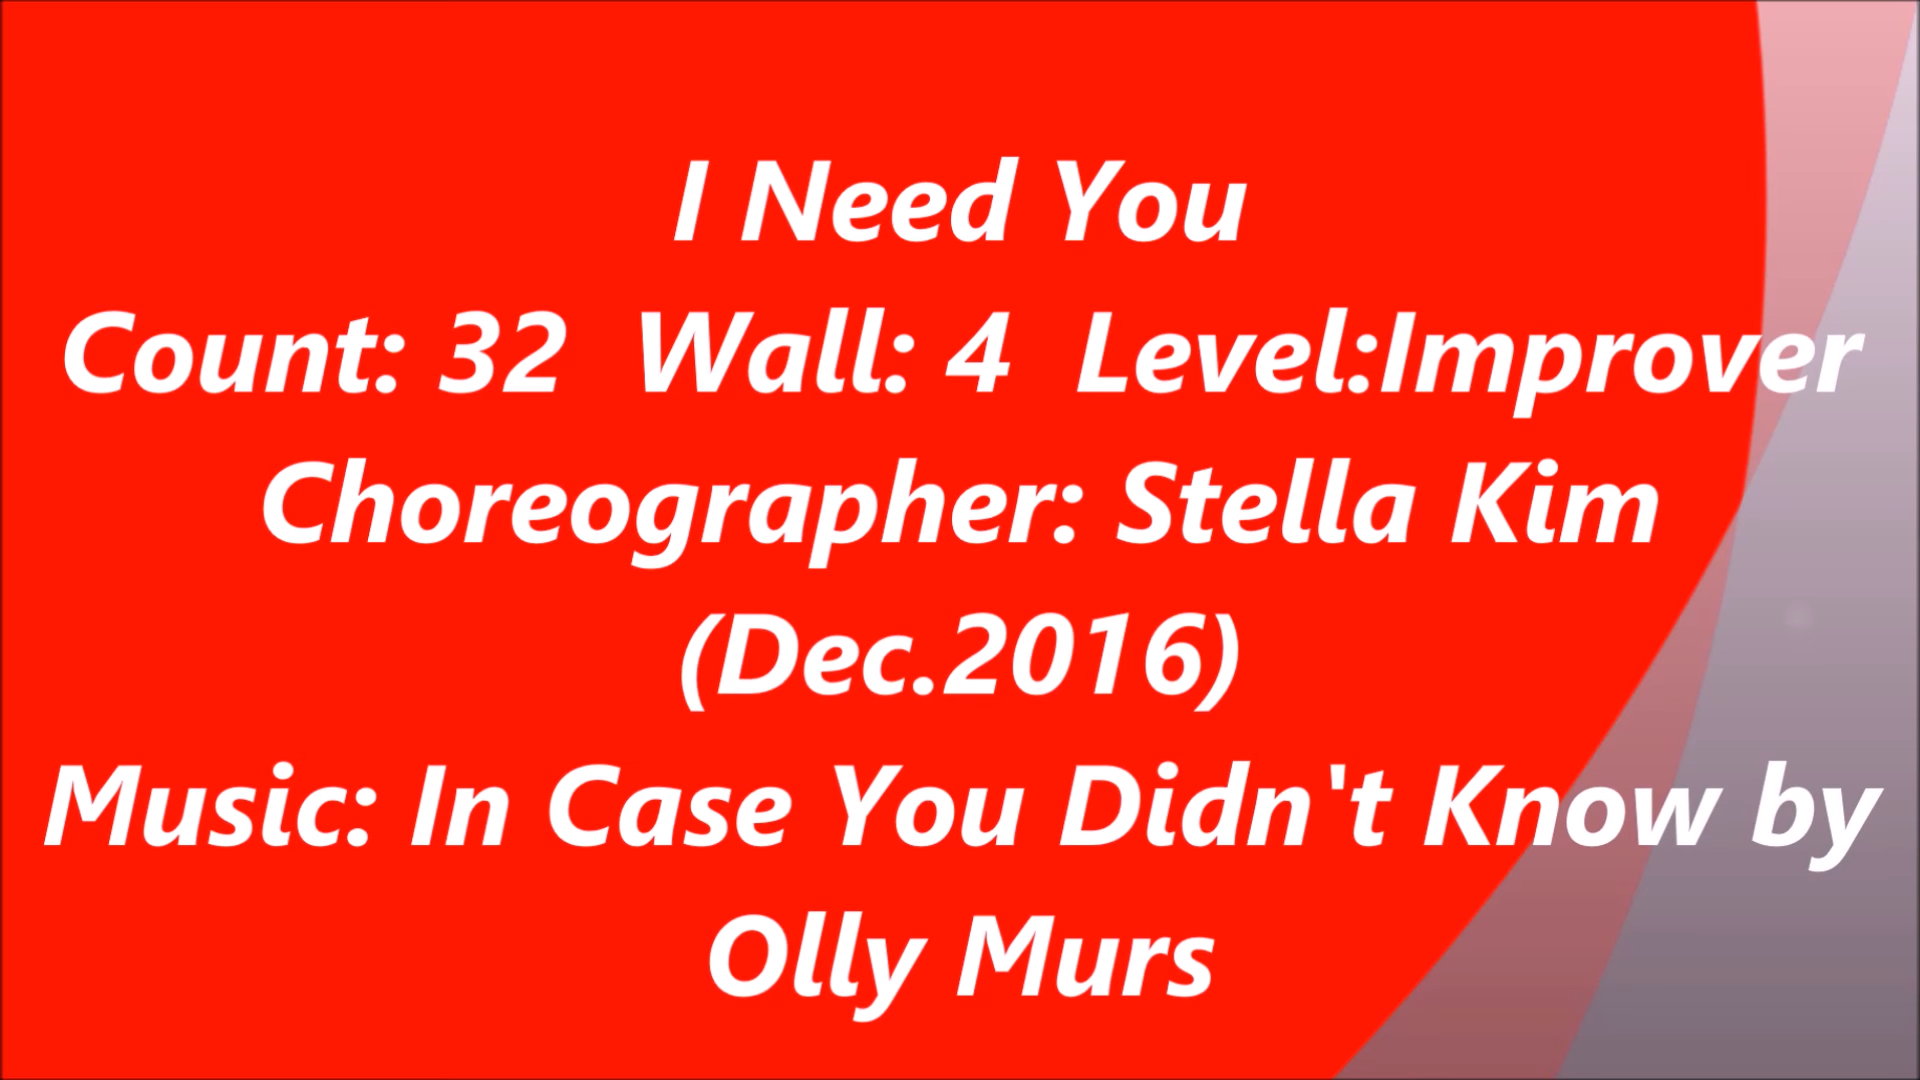 I Need You
Count: 32  Wall: 4  Level:Improver
Choreographer: Stella Kim
(Dec.2016)
Music: In Case You Didn't Know by
Olly Murs